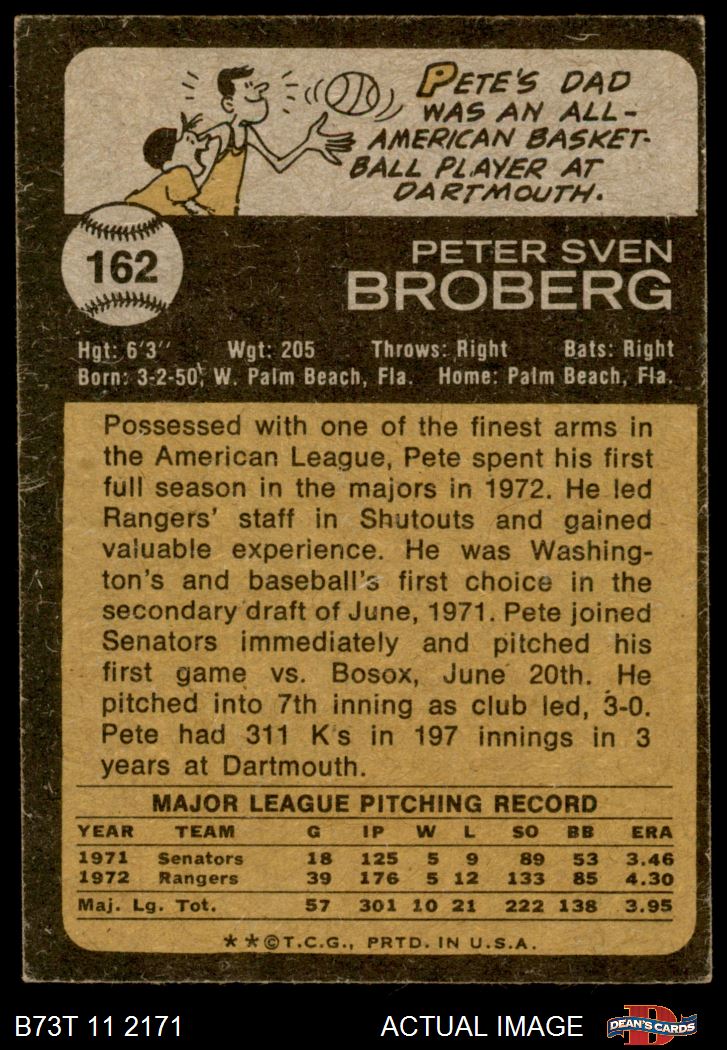 PETE'S DAD
WAS AN ALL-
AMERICAN BASKET-
BALL PLAYER AT
DARTMOUTH.
162
PETER SVEN
BROBERG
Hgt: 6'3" Wgt: 205 Throws: Right Bats: Right
Born: 3-2-50, W. Palm Beach, Fla. Home: Palm Beach, Fla.
Possessed with one of the finest arms in
the American League, Pete spent his first
full season in the majors in 1972. He led
Rangers' staff in Shutouts and gained
valuable experience. He was Washing-
ton's and baseball's first choice in the
secondary draft of June, 1971. Pete joined
Senators immediately and pitched his
first game vs. Bosox, June 20th. He
pitched into 7th inning as club led, 3-0.
Pete had 311 K's in 197 innings in 3
years at Dartmouth.
MAJOR LEAGUE PITCHING RECORD
YEAR TEAM G IP W L SO BB ERA
1971 Senators 18 125 5 9 89 53 3.46
1972 Rangers 39 176 5 12 133 85 4.30
Maj. Lg. Tot. 57 301 10 21 222 138 3.95
**©T.C.G., PRTD. IN U.S.A.
B73T 11 2171 ACTUAL IMAGE D DEAN'S CARDS